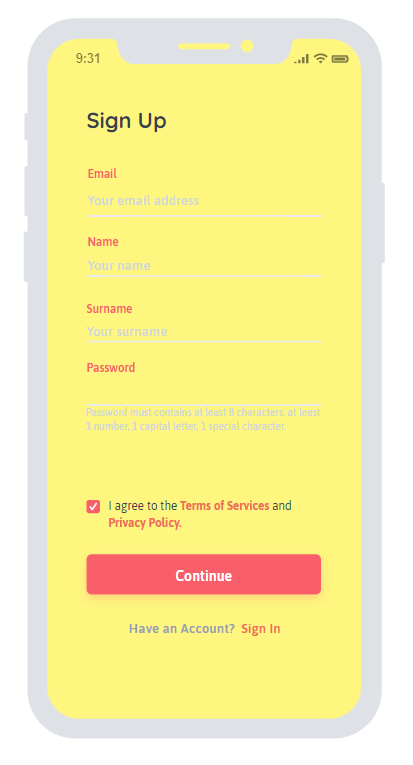 9:31
Sign Up
Email
Your email address
Name
Your name
Surname
Your surname
Password
Password must contains at least 8 characters: at least
1 number, 1 capital letter, 1 special character.
I agree to the Terms of Services and
Privacy Policy.
Continue
Have an Account? Sign In